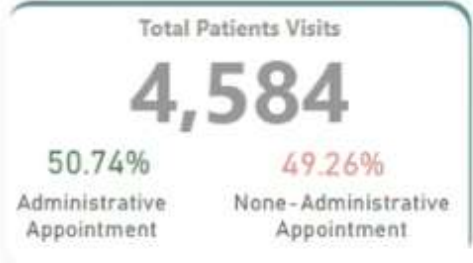 Total Patients Visits
4,584
50.74%
49.26%
Administrative
Appointment
None-Administrative
Appointment